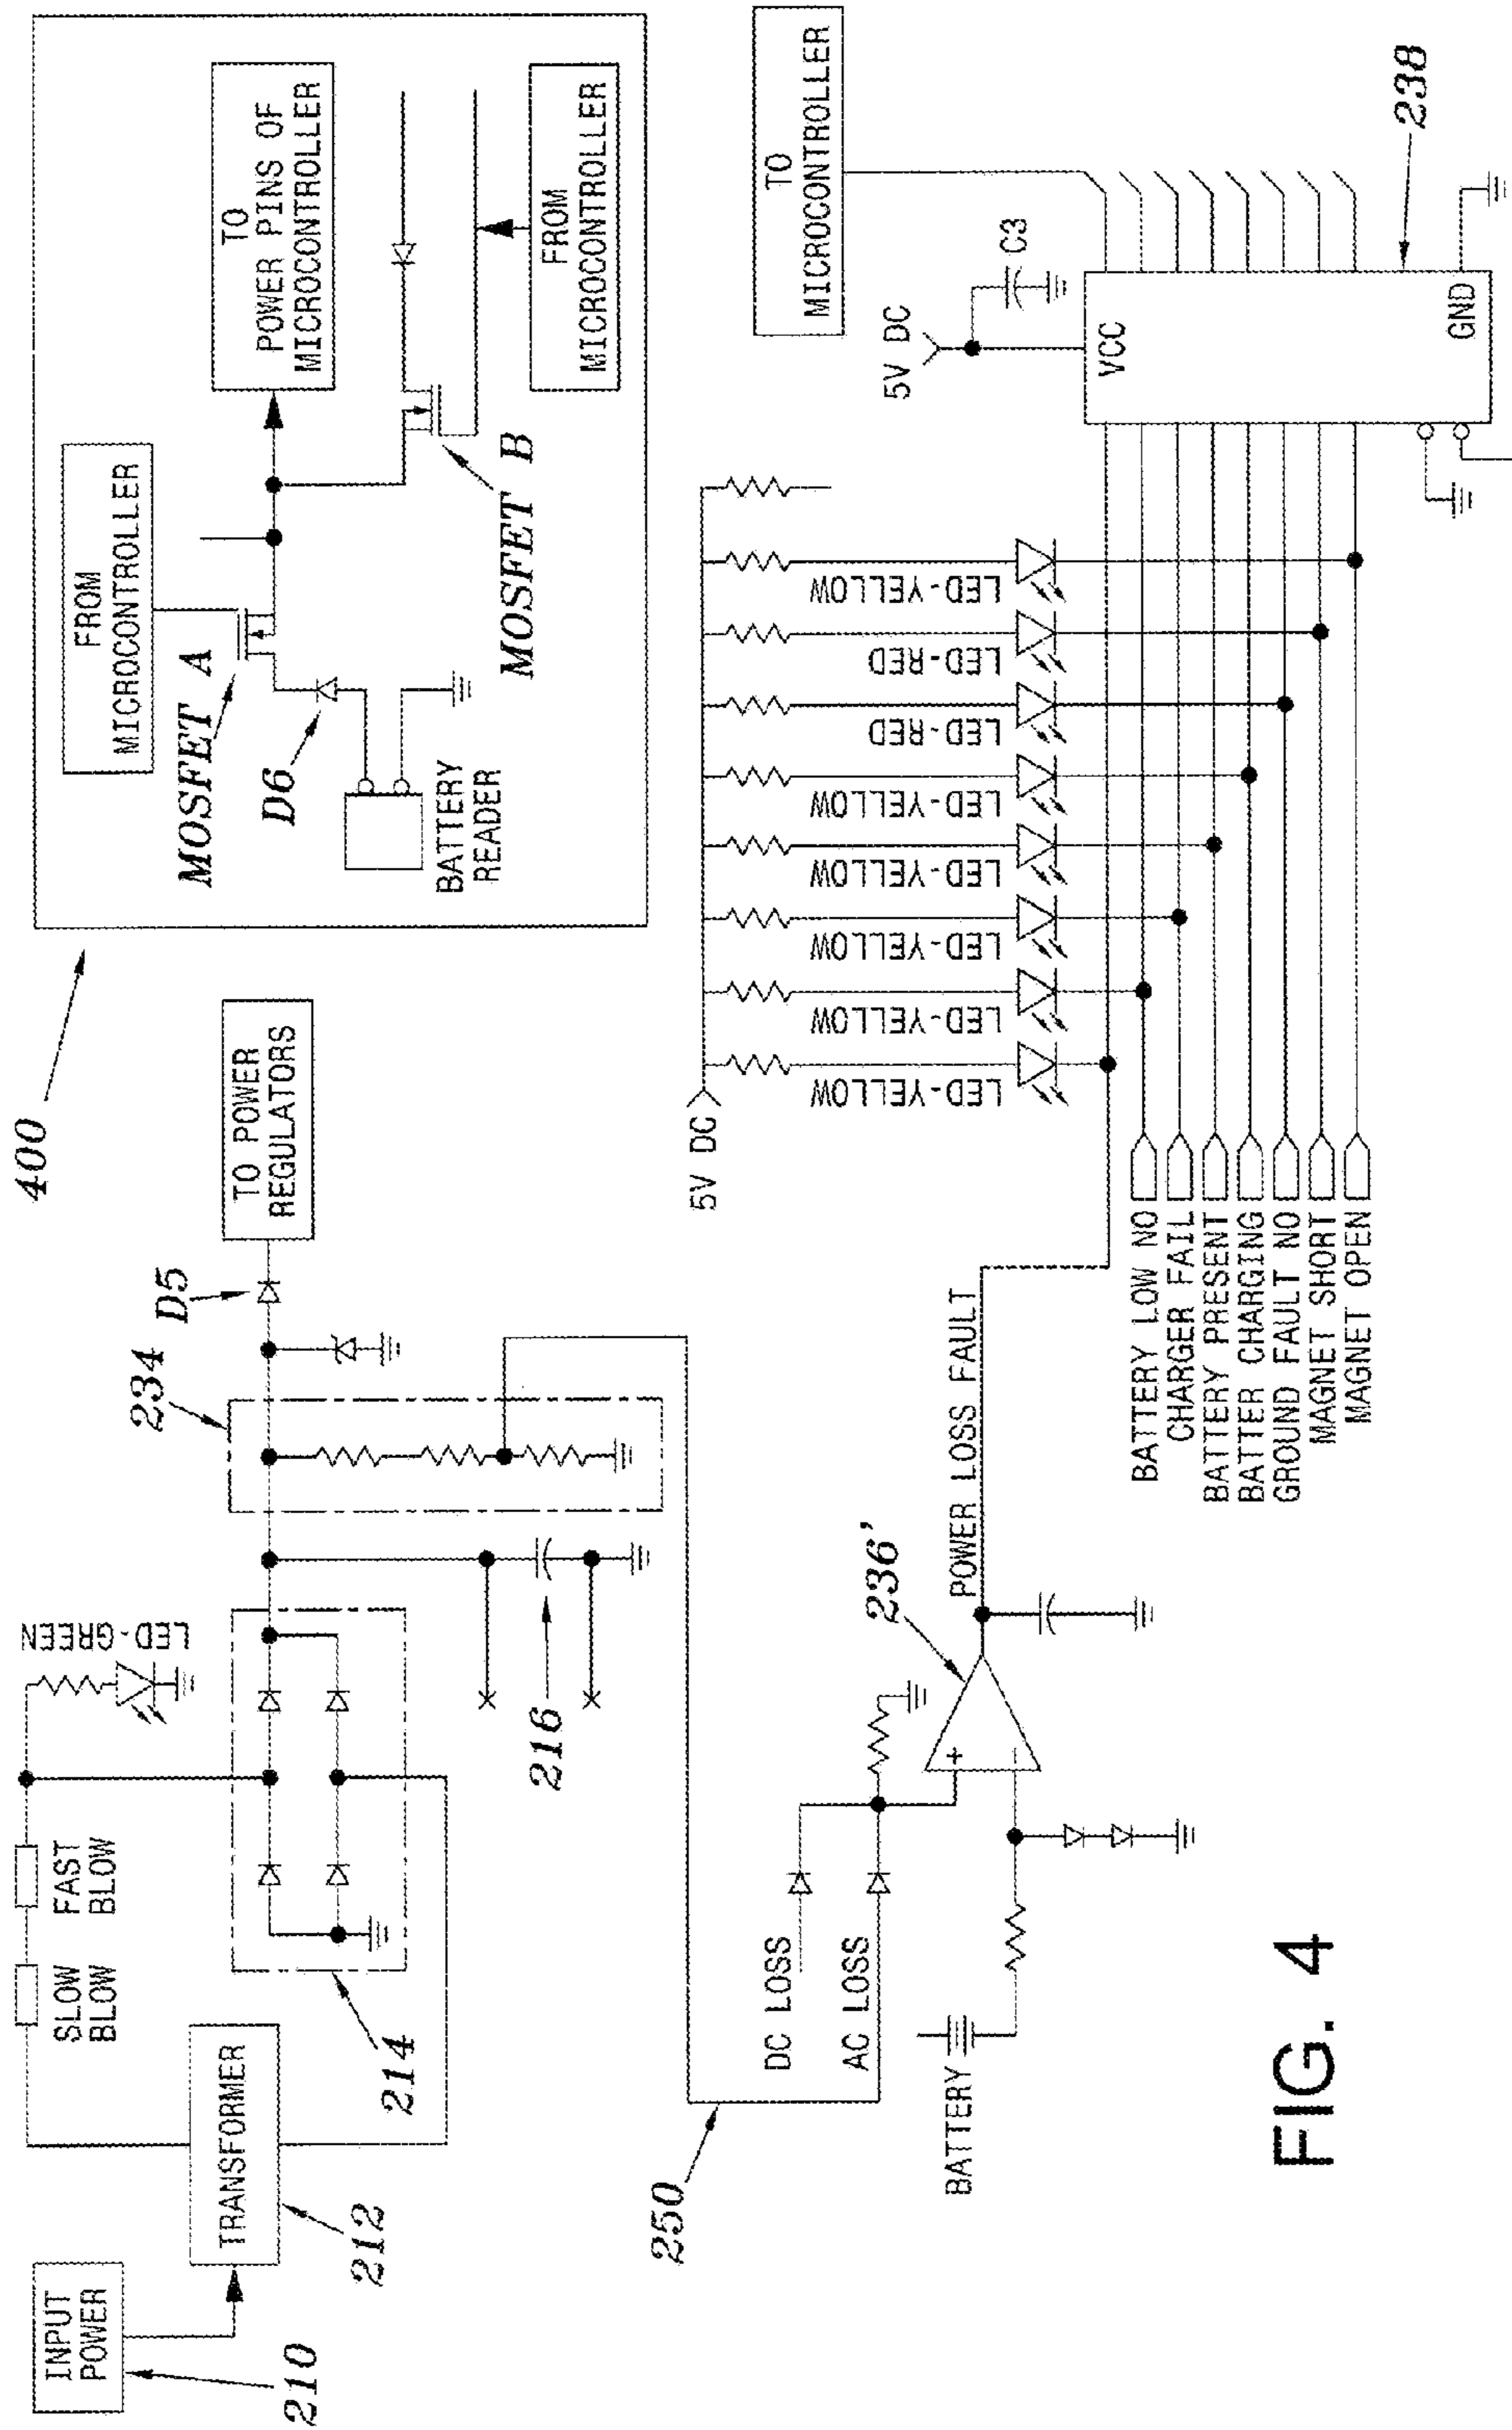 400
FROM
MICROCONTROLLER
TO
POWER PINS OF
MICROCONTROLLER
MOSFET A
D6
BATTERY
READER
MOSFET B
FROM
MICROCONTROLLER
INPUT
POWER
210
TRANSFORMER
212
SLOW
BLOW
FAST
BLOW
LED-GREEN
214
216
234
D5
TO POWER
REGULATORS
250
DC LOSS
AC LOSS
BATTERY
+
-
236'
POWER LOSS FAULT
5V DC
LED-YELLOW
LED-YELLOW
LED-YELLOW
LED-YELLOW
LED-YELLOW
LED-RED
LED-RED
LED-YELLOW
BATTERY LOW NO
CHARGER FAIL
BATTERY PRESENT
BATTER CHARGING
GROUND FAULT NO
MAGNET SHORT
MAGNET OPEN
5V DC
C3
VCC
GND
TO
MICROCONTROLLER
238
FIG. 4